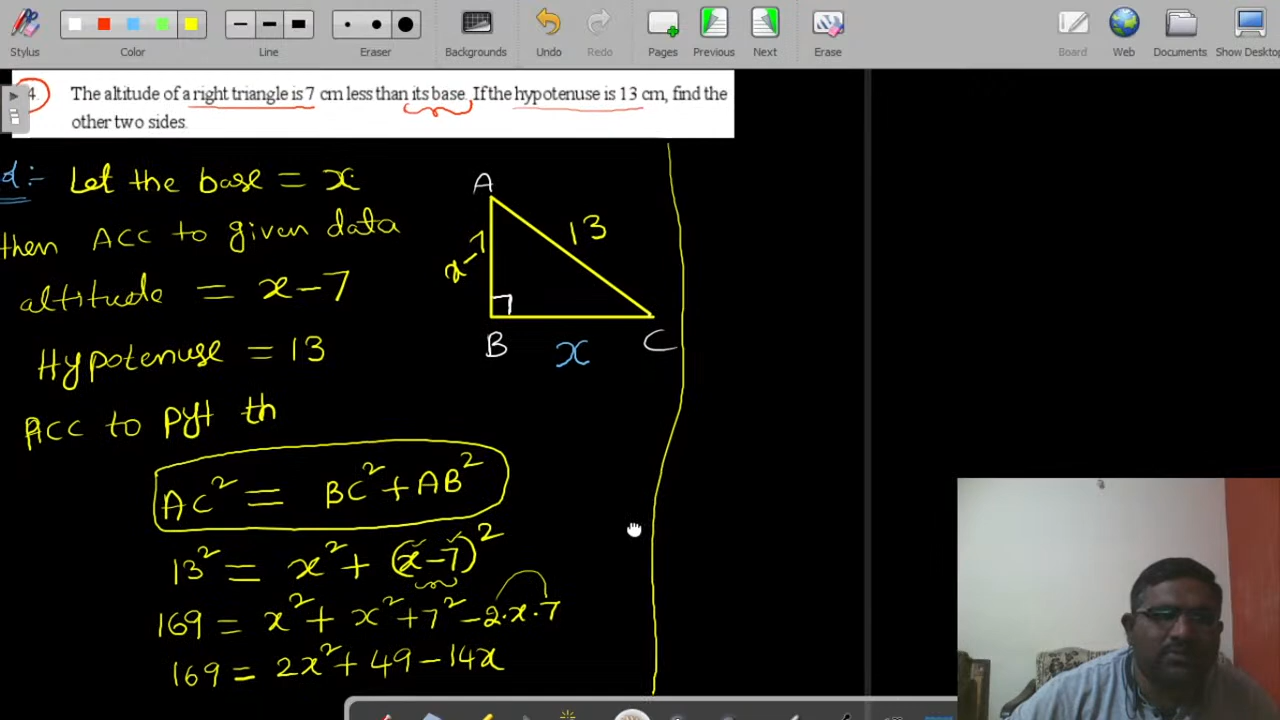 Stylus Color Line Eraser Backgrounds Undo Redo Pages Previous Next Erase Board Web Documents Show Desktop
4. The altitude of a right triangle is 7 cm less than its base. If the hypotenuse is 13 cm, find the
other two sides.
Let the base = x
then Acc to given data
altitude = x-7
Hypotenuse = 13
Acc to pyt th
AC² = BC²+AB²
13² = x²+(x-7)²
169 = x²+x²+7²-2·x·7
169 = 2x²+49-14x
A
x-7
13
B
x
C